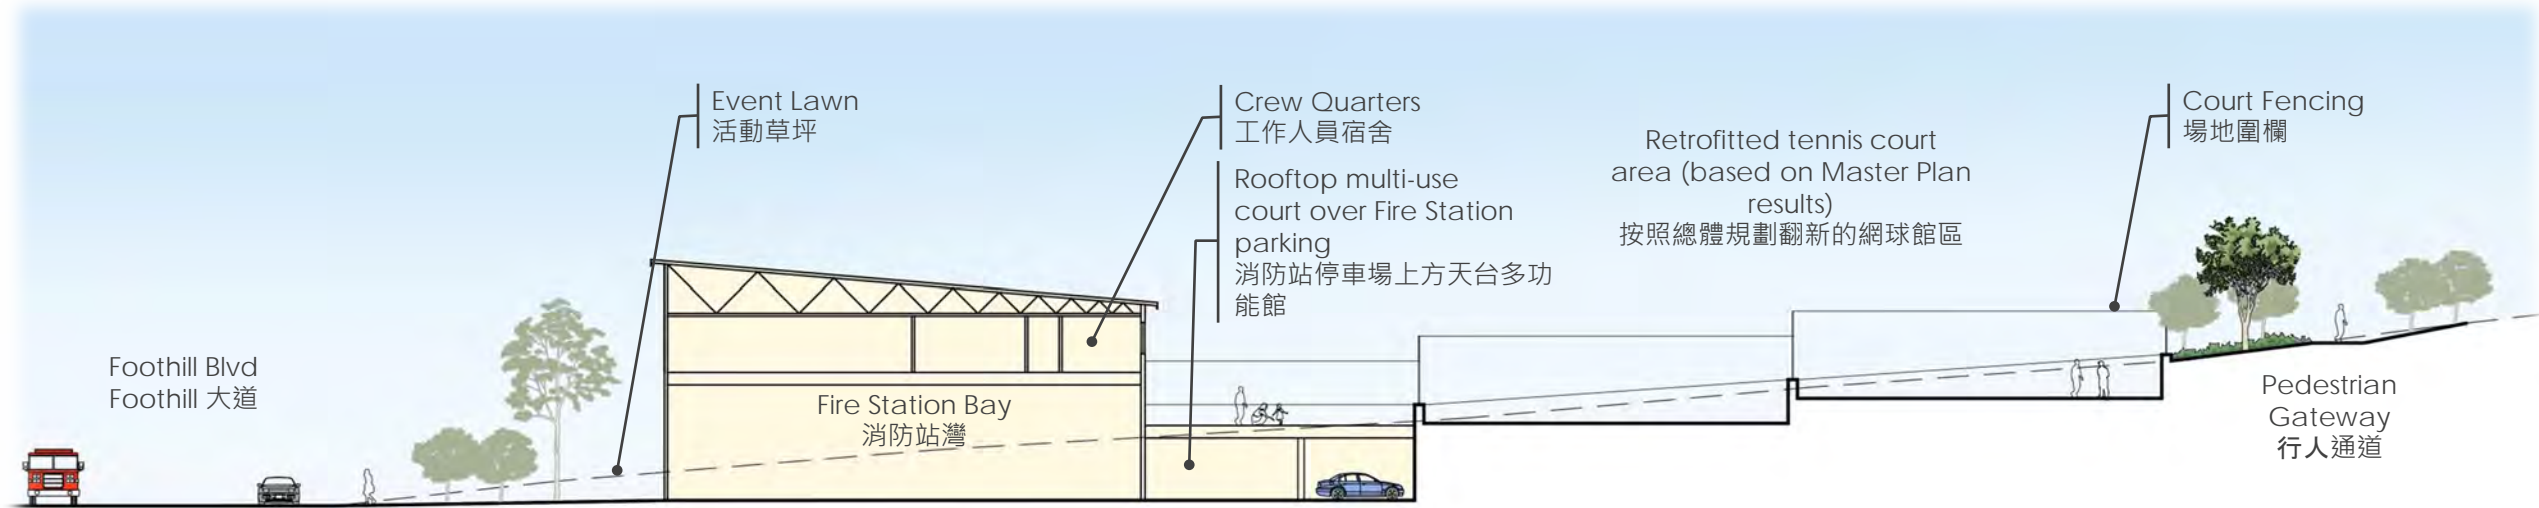 Event Lawn
活動草坪
Crew Quarters
工作人員宿舍
Rooftop multi-use
court over Fire Station
parking
消防站停車場上方天台多功
能館
Retrofitted tennis court
area (based on Master Plan
results)
按照總體規劃翻新的網球館區
Court Fencing
場地圍欄
Foothill Blvd
Foothill 大道
Fire Station Bay
消防站灣
Pedestrian
Gateway
行人通道